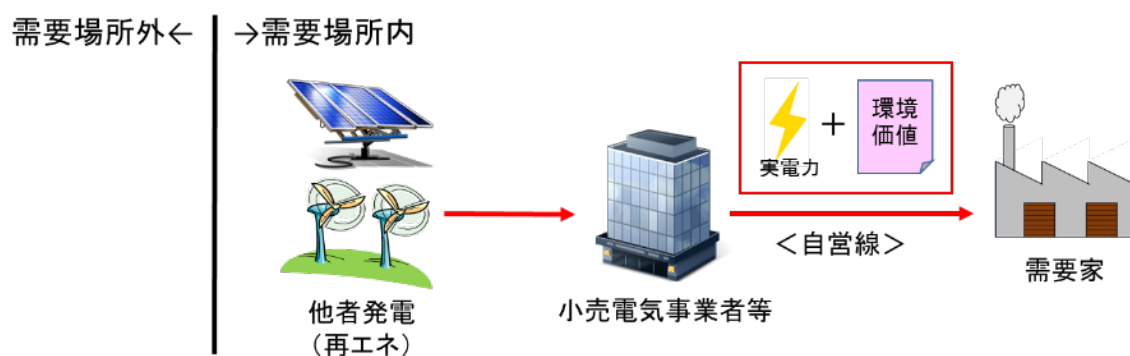 需要場所外←
→需要場所内
実電力
＋
環境
価値
＜自営線＞
他者発電
（再エネ）
小売電気事業者等
需要家